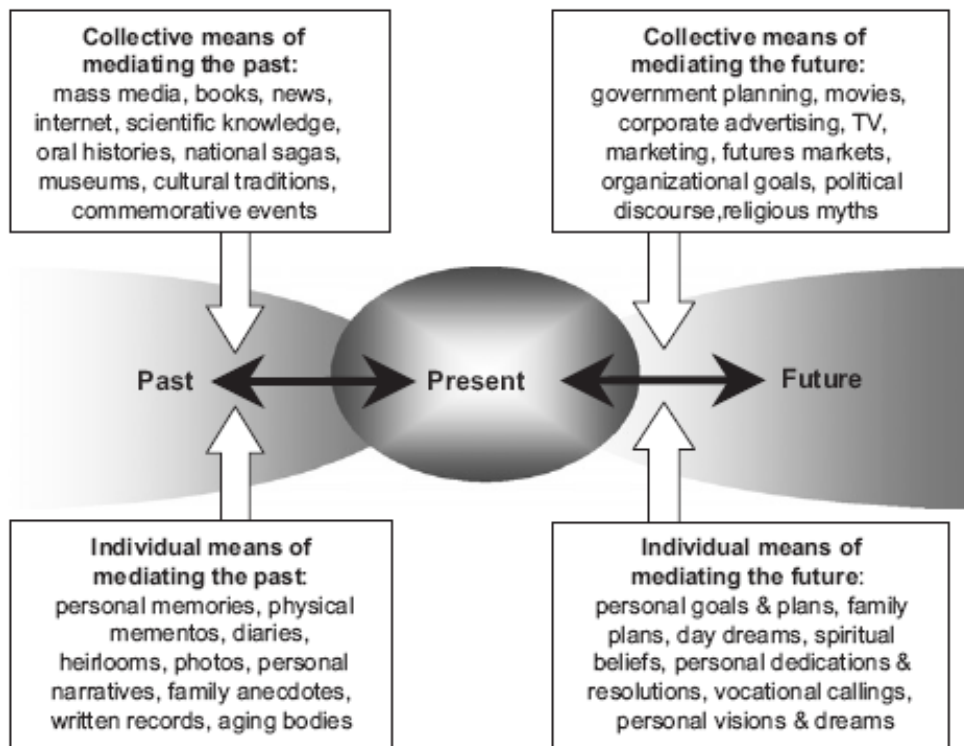 Collective means of
mediating the past:
mass media, books, news,
internet, scientific knowledge,
oral histories, national sagas,
museums, cultural traditions,
commemorative events
Collective means of
mediating the future:
government planning, movies,
corporate advertising, TV,
marketing, futures markets,
organizational goals, political
discourse,religious myths
Past
Present
Future
Individual means of
mediating the past:
personal memories, physical
mementos, diaries,
heirlooms, photos, personal
narratives, family anecdotes,
written records, aging bodies
Individual means of
mediating the future:
personal goals & plans, family
plans, day dreams, spiritual
beliefs, personal dedications &
resolutions, vocational callings,
personal visions & dreams